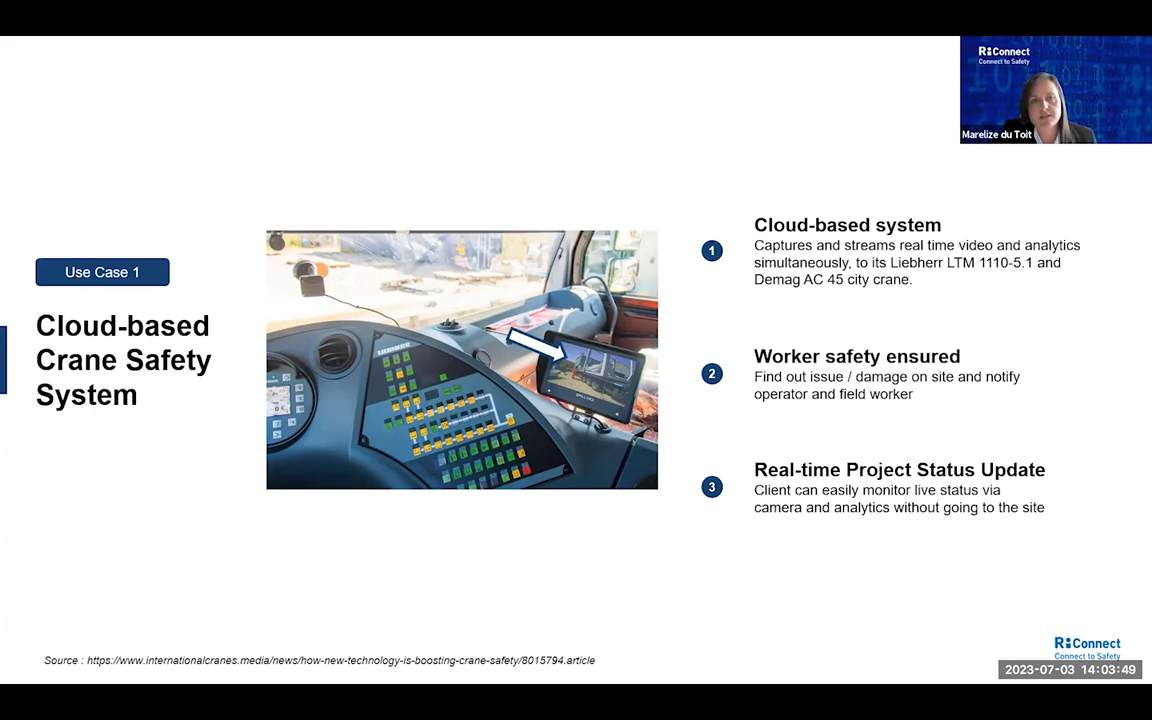 R:Connect
Connect to Safety
Marelize du Toit
Use Case 1
Cloud-based
Crane Safety
System
LIEBHERR
1
Cloud-based system
Captures and streams real time video and analytics
simultaneously, to its Liebherr LTM 1110-5.1 and
Demag AC 45 city crane.
2
Worker safety ensured
Find out issue / damage on site and notify
operator and field worker
3
Real-time Project Status Update
Client can easily monitor live status via
camera and analytics without going to the site
Source : https://www.internationalcranes.media/news/how-new-technology-is-boosting-crane-safety/8015794.article
R:Connect
Connect to Safety
2023-07-03 14:03:49